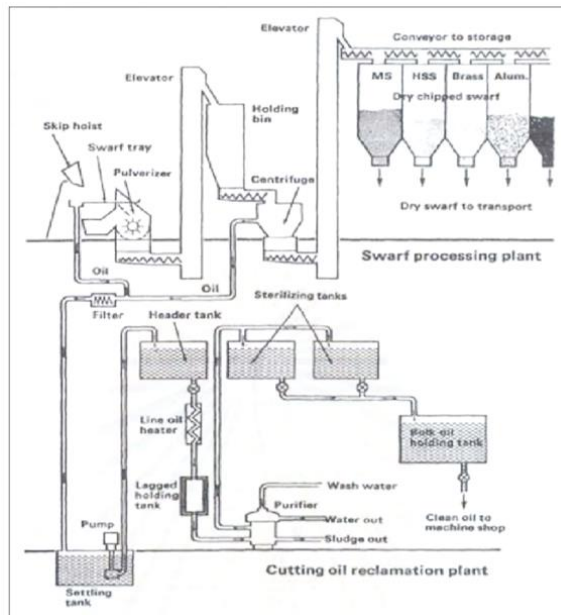 Elevator
Conveyor to storage
Elevator
MS HSS Brass Alum.
Dry chipped swarf
Holding
bin
Skip hoist
Swarf tray
Pulverizer
Centrifuge
Dry swarf to transport
Swarf processing plant
Oil
Oil
Filter
Header tank
Sterilizing tanks
Line oil
heater
Bulk oil
holding tank
Lagged
holding
tank
Wash water
Purifier
Water out
Clean oil to
machine shop
Pump
Sludge out
Settling
tank
Cutting oil reclamation plant